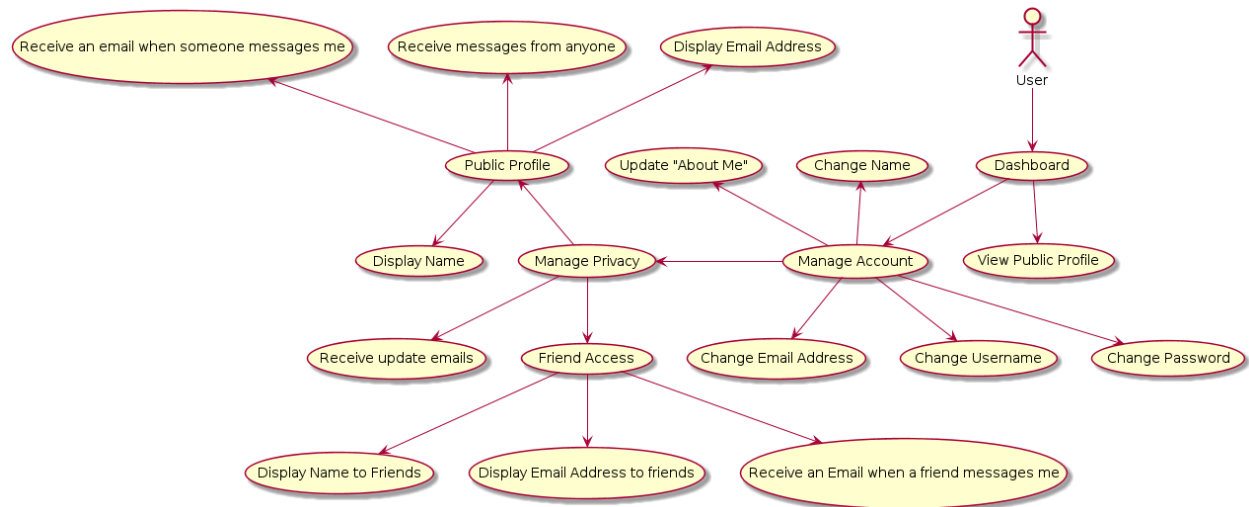 Receive an email when someone messages me
Receive messages from anyone
Display Email Address
User
Public Profile
Update "About Me"
Change Name
Dashboard
Display Name
Manage Privacy
Manage Account
View Public Profile
Receive update emails
Friend Access
Change Email Address
Change Username
Change Password
Display Name to Friends
Display Email Address to friends
Receive an Email when a friend messages me